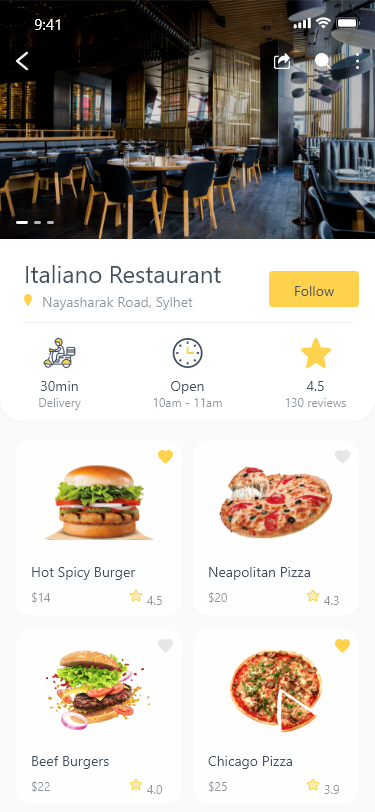 9:41
Italiano Restaurant
Nayasharak Road, Sylhet
Follow
30min
Delivery
Open
10am - 11am
4.5
130 reviews
Hot Spicy Burger
$14
4.5
Neapolitan Pizza
$20
4.3
Beef Burgers
$22
4.0
Chicago Pizza
$25
3.9